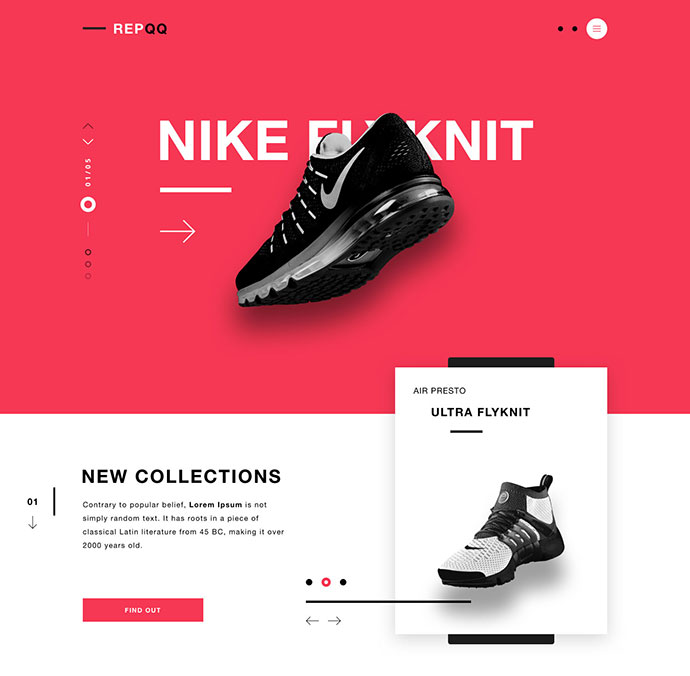 REPQQ
NIKE FLYKNIT
01/05
AIR PRESTO
ULTRA FLYKNIT
NEW COLLECTIONS
01
Contrary to popular belief, Lorem Ipsum is not
simply random text. It has roots in a piece of
classical Latin literature from 45 BC, making it over
2000 years old.
FIND OUT